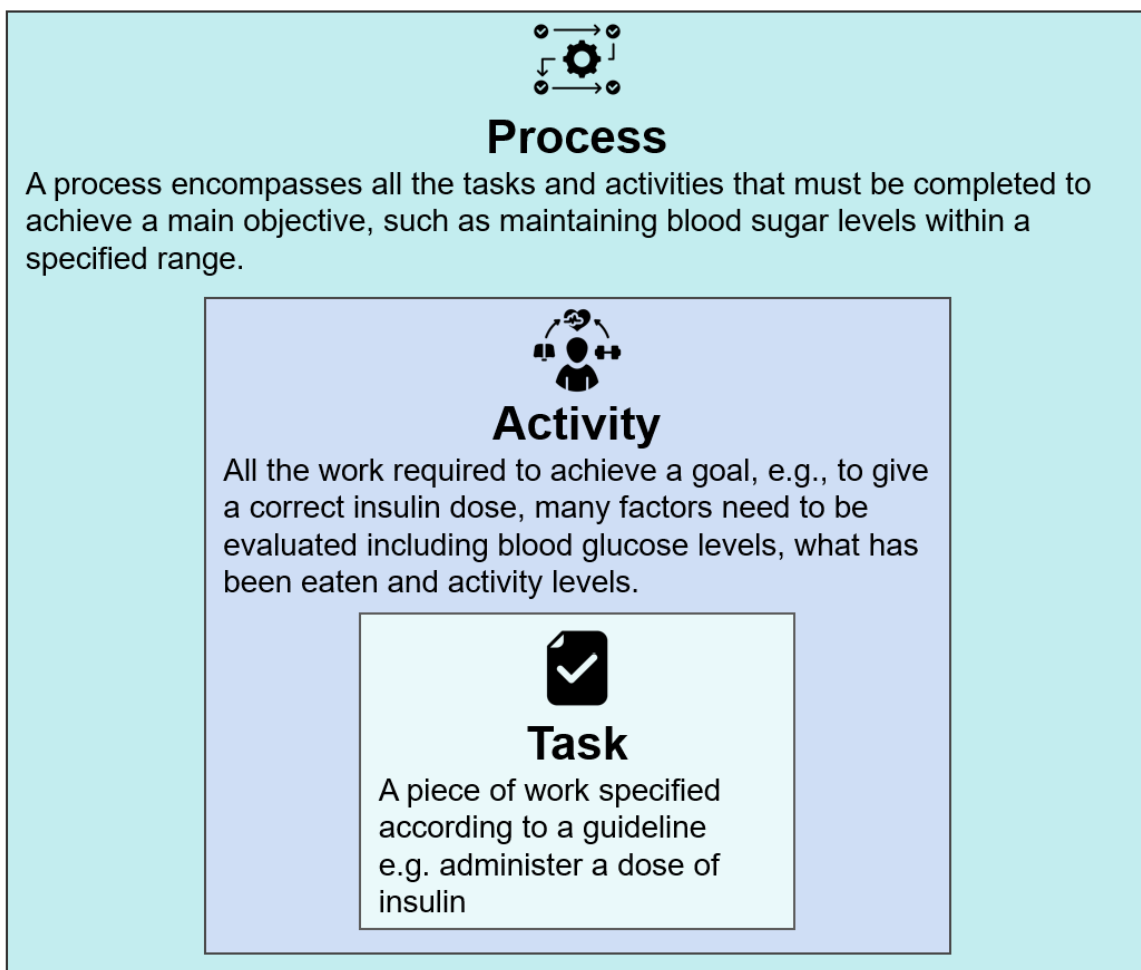 Process
A process encompasses all the tasks and activities that must be completed to
achieve a main objective, such as maintaining blood sugar levels within a
specified range.
Activity
All the work required to achieve a goal, e.g., to give
a correct insulin dose, many factors need to be
evaluated including blood glucose levels, what has
been eaten and activity levels.
Task
A piece of work specified
according to a guideline
e.g. administer a dose of
insulin